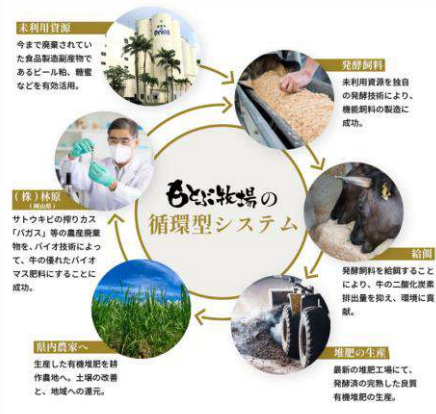 未利用資源
今まで廃棄されてい
た食品製造副産物で
あるビール粕、糖蜜
などを有効活用。
発酵飼料
未利用資源を独自
の発酵技術により、
機能飼料の製造に
成功。
もとぶ牧場の
循環型システム
給餌
発酵飼料を給餌すること
により、牛の二酸化炭素
排出量を抑え、環境に貢
献。
堆肥の生産
最新の堆肥工場にて、
発酵済の完熟した良質
有機堆肥の生産。
県内農家へ
生産した有機堆肥を耕
作農地へ。土壌の改善
と、地域への還元。
(株)林原
(岡山県)
サトウキビの搾りカス
「バガス」等の農産廃棄
物を、バイオ技術によっ
て、牛の優れたバイオ
マス肥料にすることに
成功。